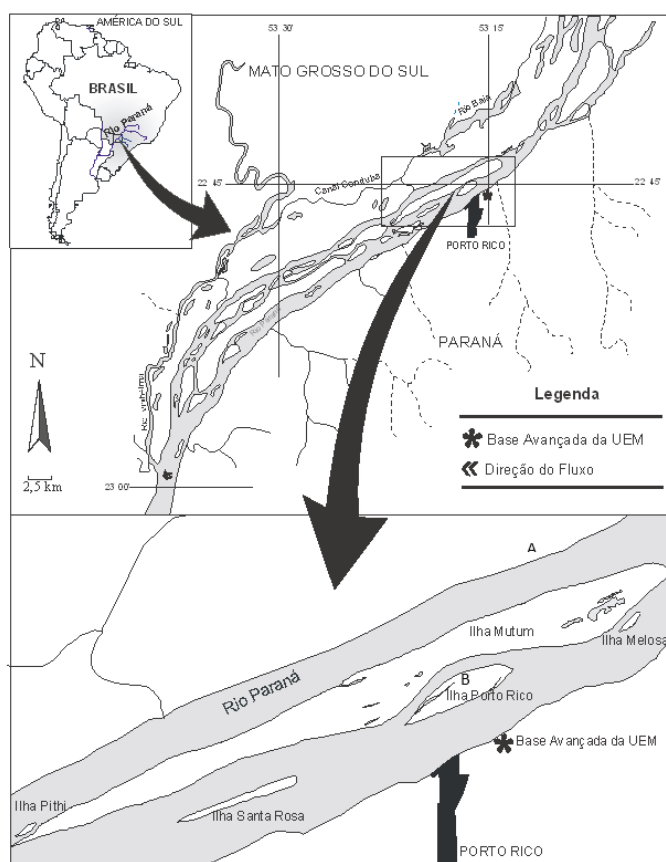 AMÉRICA DO SUL
BRASIL
Rio Paraná
53 30
53 15
MATO GROSSO DO SUL
Rio Baia
22 45
Canal Corutuba
22 45
PORTO RICO
Rio Paraná
PARANÁ
N
2,5 km
23 00
Legenda
Base Avançada da UEM
Direção do Fluxo
A
Ilha Mutum
Ilha Melosa
Rio Paraná
B
Ilha Porto Rico
Base Avançada da UEM
Ilha Pithi
Ilha Santa Rosa
PORTO RICO